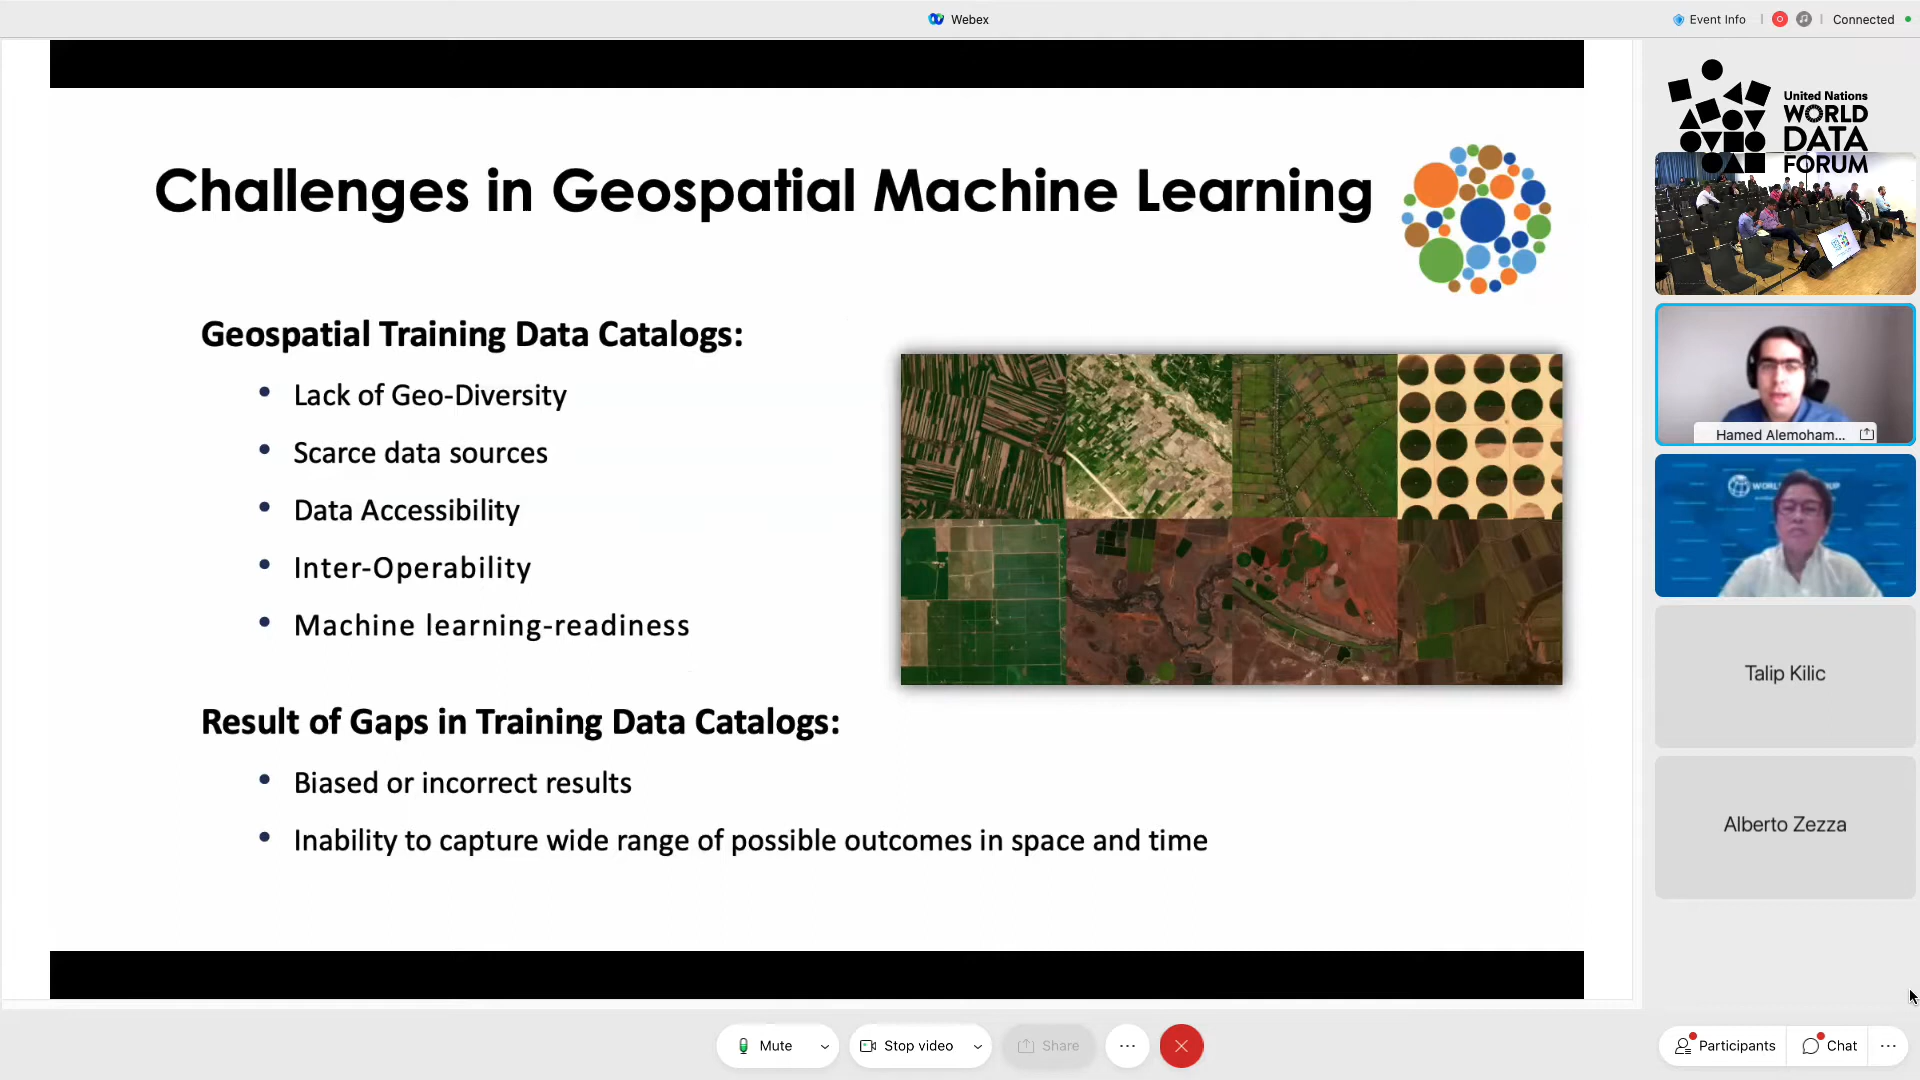 Webex
Event Info
Connected
Challenges in Geospatial Machine Learning
Geospatial Training Data Catalogs:
• Lack of Geo-Diversity
• Scarce data sources
• Data Accessibility
• Inter-Operability
• Machine learning-readiness
Result of Gaps in Training Data Catalogs:
• Biased or incorrect results
• Inability to capture wide range of possible outcomes in space and time
United Nations
WORLD
DATA
FORUM
Hamed Alemoham...
Talip Kilic
Alberto Zezza
Mute
Stop video
Share
Participants
Chat